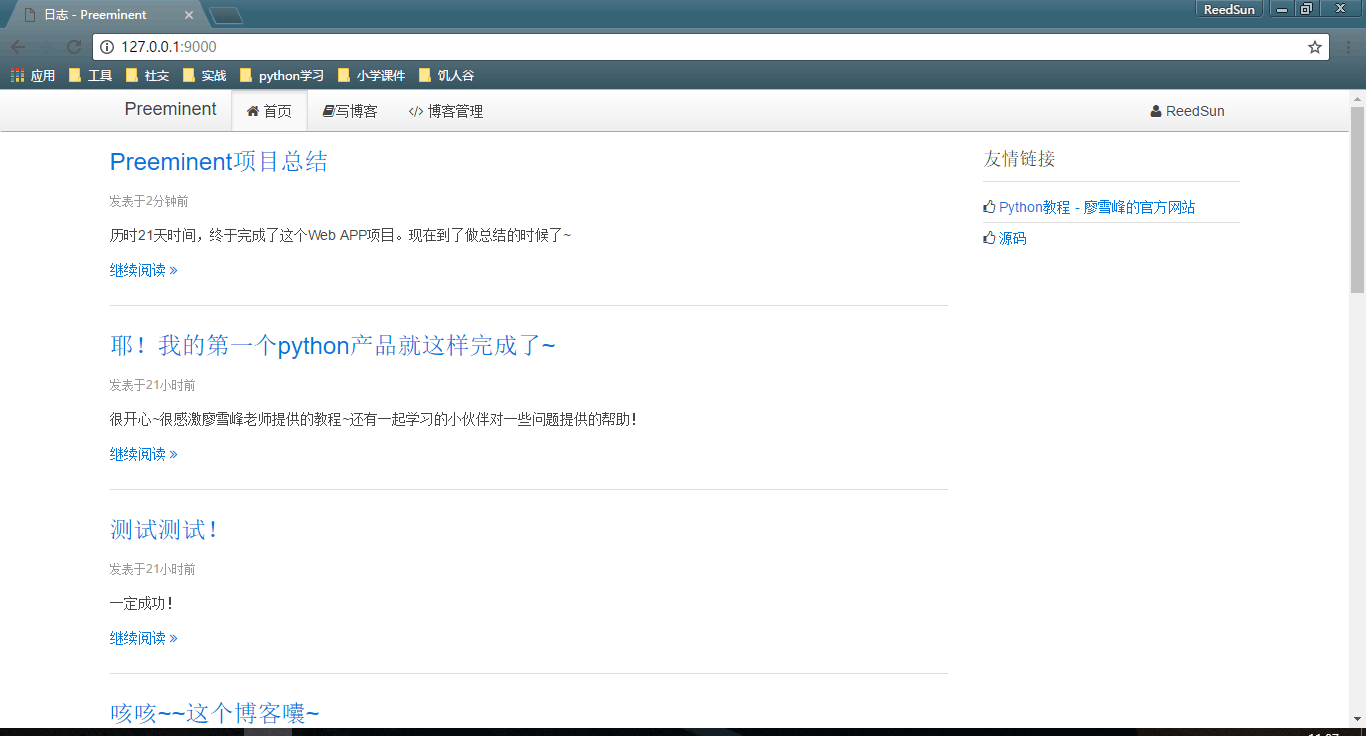 日志 - Preeminent
ReedSun
127.0.0.1:9000
应用 工具 社交 实战 python学习 小学课件 饥人谷
Preeminent 首页 写博客 </> 博客管理 ReedSun
Preeminent项目总结
发表于2分钟前
历时21天时间，终于完成了这个Web APP项目。现在到了做总结的时候了~
继续阅读 »
耶！我的第一个python产品就这样完成了~
发表于21小时前
很开心~很感激廖雪峰老师提供的教程~还有一起学习的小伙伴对一些问题提供的帮助！
继续阅读 »
测试测试！
发表于21小时前
一定成功！
继续阅读 »
咳咳~~这个博客嚷~
友情链接
Python教程 - 廖雪峰的官方网站
源码